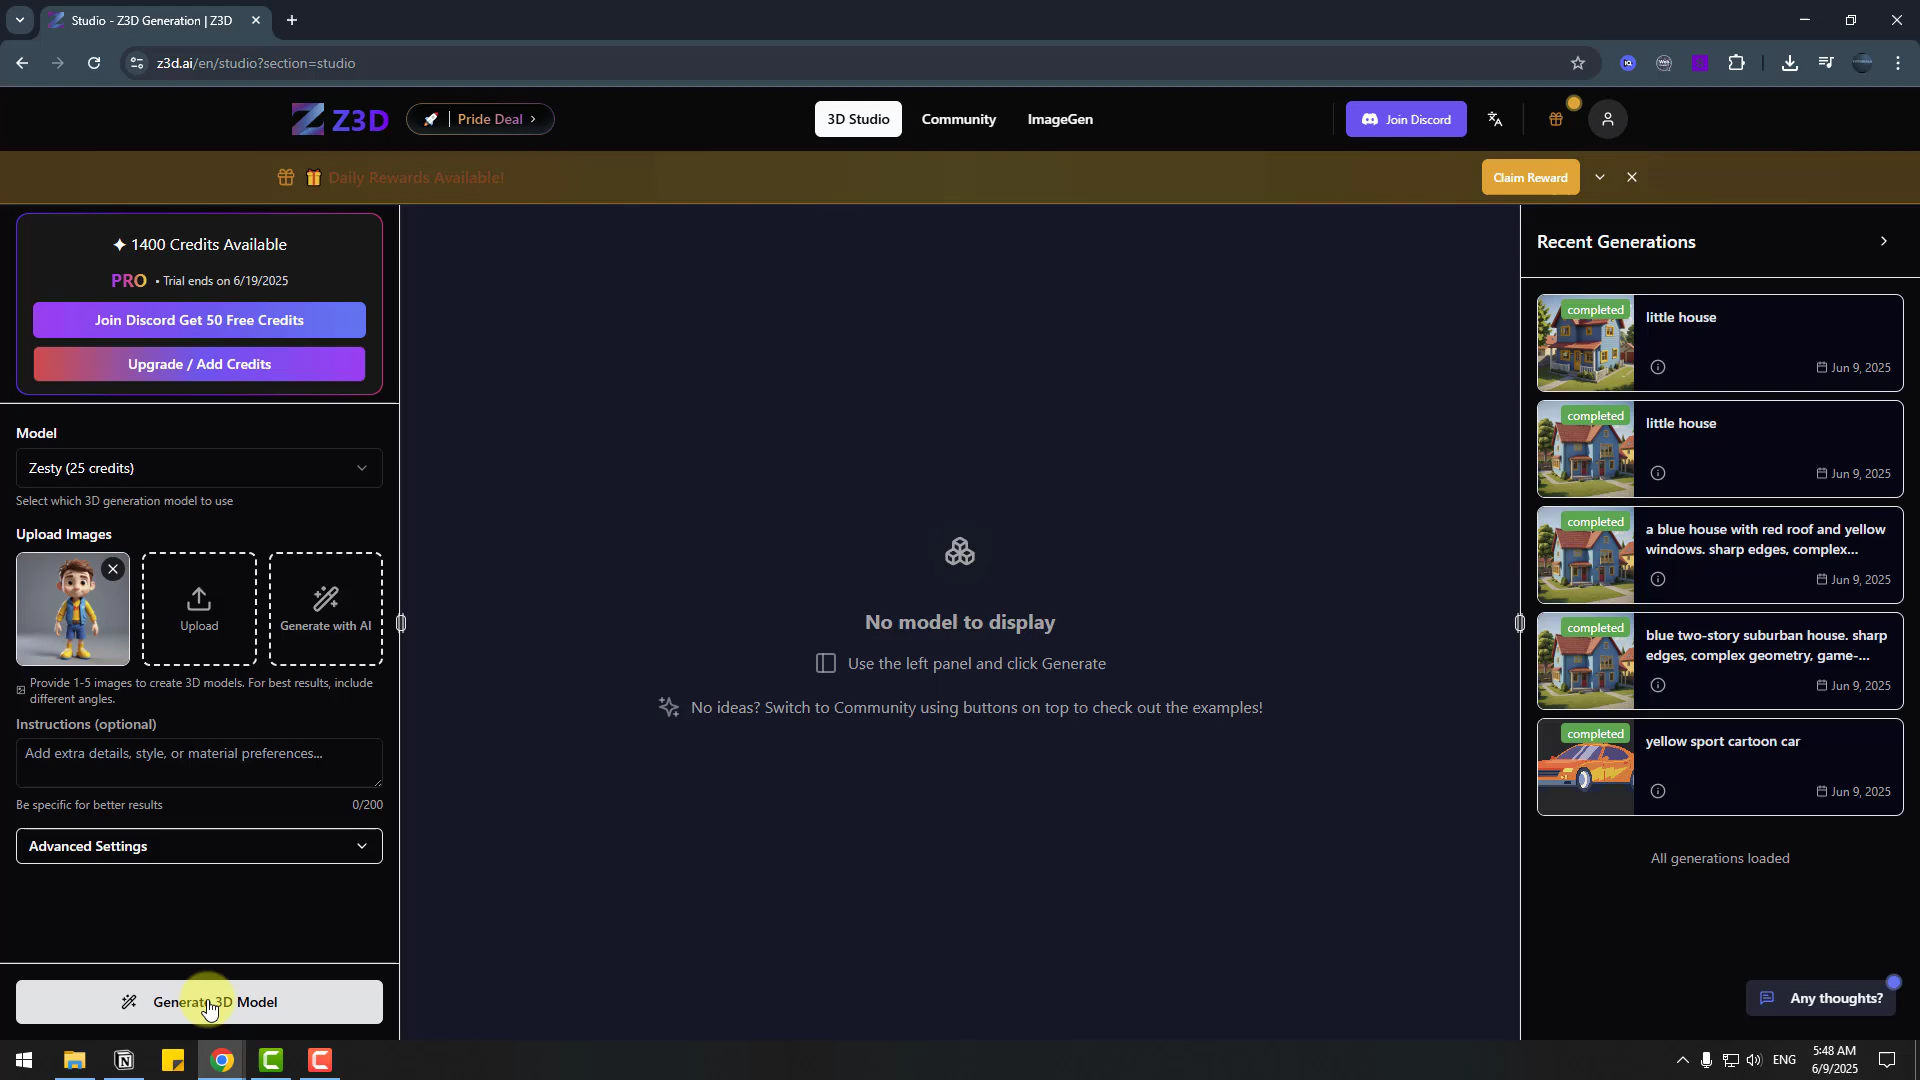 Studio - Z3D Generation | Z3D
z3d.ai/en/studio?section=studio
Z3D
Pride Deal
3D Studio
Community
ImageGen
Join Discord
Daily Rewards Available!
Claim Reward
1400 Credits Available
PRO • Trial ends on 6/19/2025
Join Discord Get 50 Free Credits
Upgrade / Add Credits
Model
Zesty (25 credits)
Select which 3D generation model to use
Upload Images
Upload
Generate with AI
Provide 1-5 images to create 3D models. For best results, include
different angles.
Instructions (optional)
Add extra details, style, or material preferences...
Be specific for better results
0/200
Advanced Settings
Generate 3D Model
No model to display
Use the left panel and click Generate
No ideas? Switch to Community using buttons on top to check out the examples!
Recent Generations
completed
little house
Jun 9, 2025
completed
little house
Jun 9, 2025
completed
a blue house with red roof and yellow
windows. sharp edges, complex...
Jun 9, 2025
completed
blue two-story suburban house. sharp
edges, complex geometry, game-...
Jun 9, 2025
completed
yellow sport cartoon car
Jun 9, 2025
All generations loaded
Any thoughts?
ENG
5:48 AM
6/9/2025